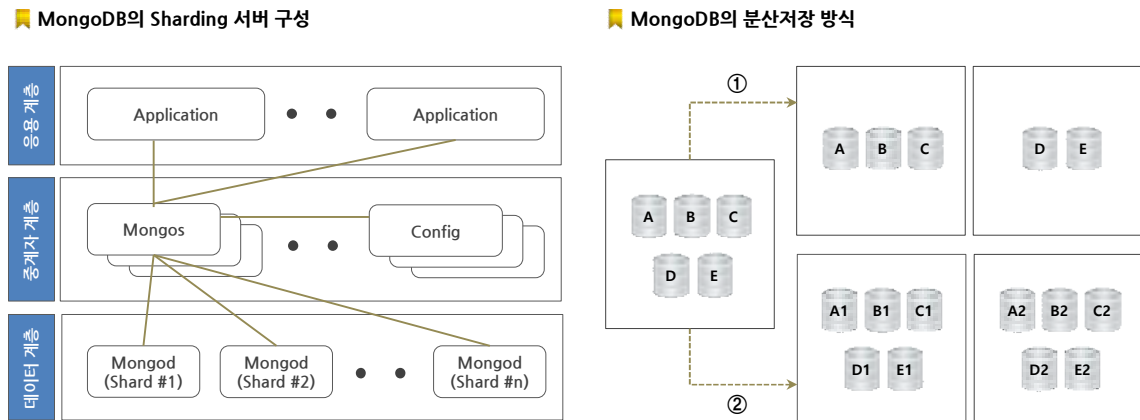 MongoDB의 Sharding 서버 구성
응용 계층
Application
Application
중계자 계층
Mongos
Config
데이터 계층
Mongod
(Shard #1)
Mongod
(Shard #2)
Mongod
(Shard #n)
MongoDB의 분산저장 방식
①
A B C
D E
A B C
D E
A1 B1 C1
D1 E1
A2 B2 C2
D2 E2
②